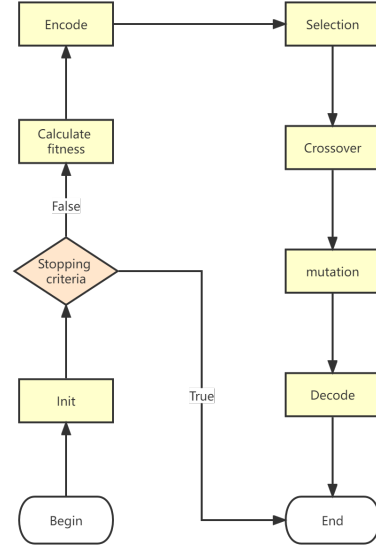 Encode
Selection
Calculate
fitness
Crossover
False
Stopping
criteria
mutation
Init
True
Decode
Begin
End